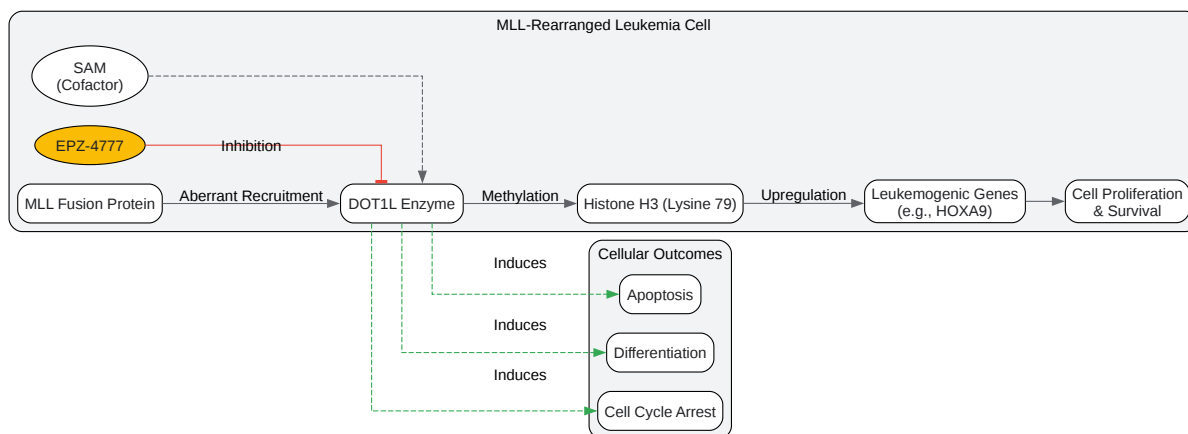 MLL-Rearranged Leukemia Cell
SAM
(Cofactor)
EPZ-4777
Inhibition
MLL Fusion Protein
Aberrant Recruitment
DOT1L Enzyme
Methylation
Histone H3 (Lysine 79)
Upregulation
Leukemogenic Genes
(e.g., HOXA9)
Cell Proliferation
& Survival
Cellular Outcomes
Induces
Apoptosis
Induces
Differentiation
Induces
Cell Cycle Arrest